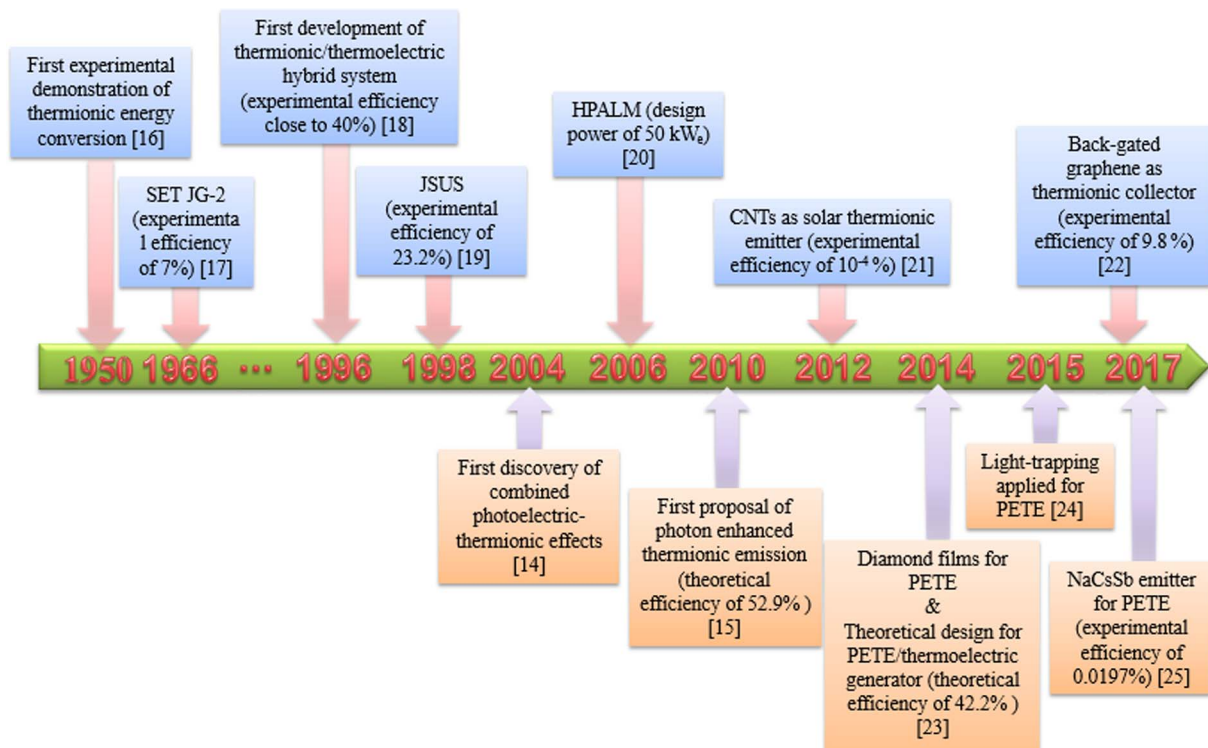 First experimental
demonstration of
thermionic energy
conversion [16]
SET JG-2
(experimenta
l efficiency
of 7%) [17]
First development of
thermionic/thermoelectric
hybrid system
(experimental efficiency
close to 40%) [18]
JSUS
(experimental
efficiency of
23.2%) [19]
HPALM (design
power of 50 kWₑ)
[20]
CNTs as solar thermionic
emitter (experimental
efficiency of 10⁻⁴ %) [21]
Back-gated
graphene as
thermionic collector
(experimental
efficiency of 9.8 %)
[22]
1950 1966 ... 1996 1998 2004 2006 2010 2012 2014 2015 2017
First discovery of
combined
photoelectric-
thermionic effects
[14]
First proposal of
photon enhanced
thermionic emission
(theoretical
efficiency of 52.9% )
[15]
Diamond films for
PETE
&
Theoretical design for
PETE/thermoelectric
generator (theoretical
efficiency of 42.2% )
[23]
Light-trapping
applied for
PETE [24]
NaCsSb emitter
for PETE
(experimental
efficiency of
0.0197%) [25]